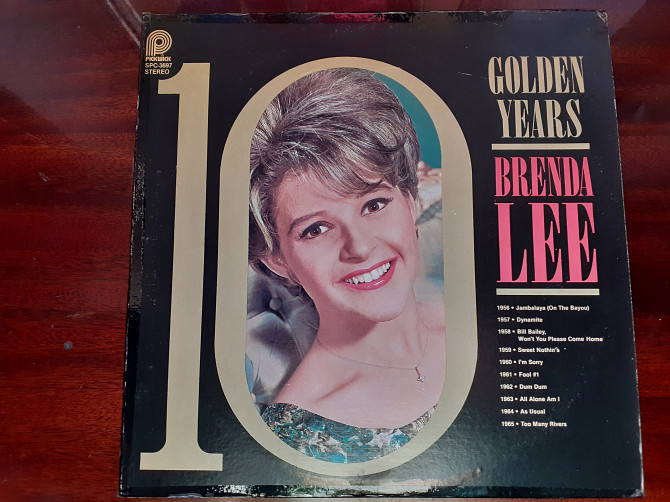 PICKWICK
SPC-3697
STEREO
10
GOLDEN
YEARS
BRENDA
LEE
1956 • Jambalaya (On The Bayou)
1957 • Dynamite
1958 • Bill Bailey,
Won't You Please Come Home
1959 • Sweet Nothin's
1960 • I'm Sorry
1961 • Fool #1
1962 • Dum Dum
1963 • All Alone Am I
1964 • As Usual
1965 • Too Many Rivers